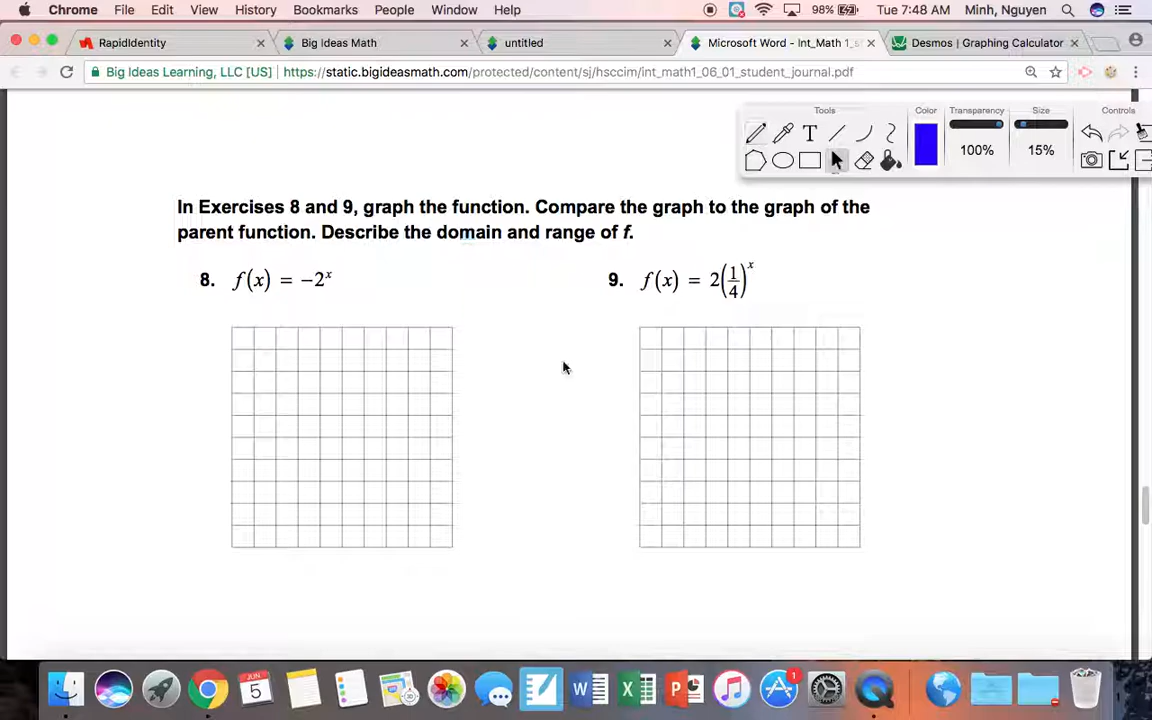 Chrome File Edit View History Bookmarks People Window Help 98% Tue 7:48 AM Minh, Nguyen
RapidIdentity Big Ideas Math untitled Microsoft Word - Int_Math 1_s Desmos | Graphing Calculator
Big Ideas Learning, LLC [US] https://static.bigideasmath.com/protected/content/sj/hsccim/int_math1_06_01_student_journal.pdf
Tools Color Transparency Size Controls
T
100% 15%
In Exercises 8 and 9, graph the function. Compare the graph to the graph of the
parent function. Describe the domain and range of f.
8. f(x) = −2ˣ 9. f(x) = 2(1/4)ˣ
JUN
5
1